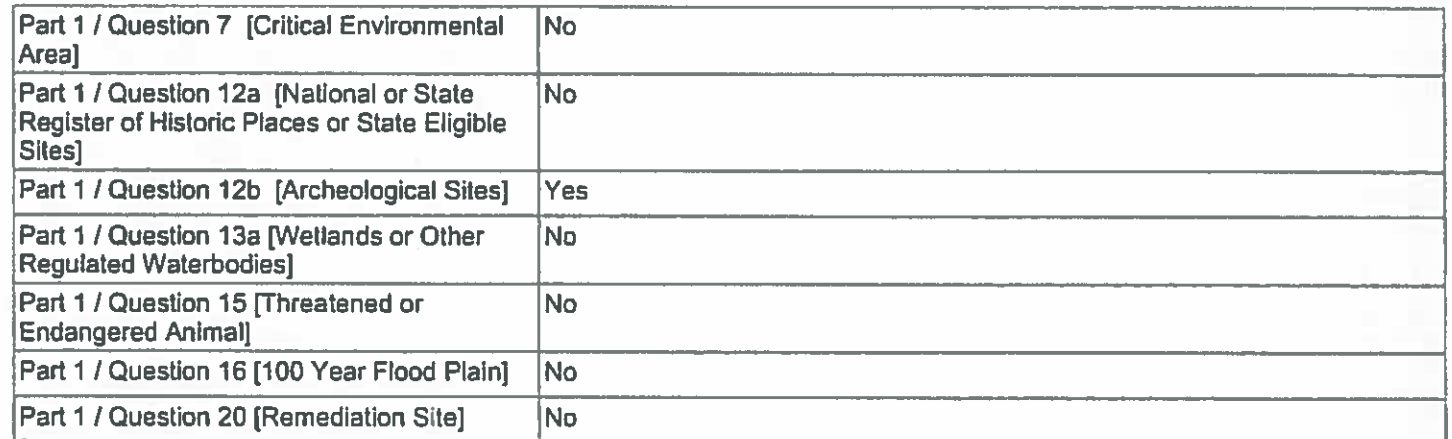 Part 1 / Question 7 [Critical Environmental
Area]
No
Part 1 / Question 12a [National or State
Register of Historic Places or State Eligible
Sites]
No
Part 1 / Question 12b [Archeological Sites]
Yes
Part 1 / Question 13a [Wetlands or Other
Regulated Waterbodies]
No
Part 1 / Question 15 [Threatened or
Endangered Animal]
No
Part 1 / Question 16 [100 Year Flood Plain]
No
Part 1 / Question 20 [Remediation Site]
No